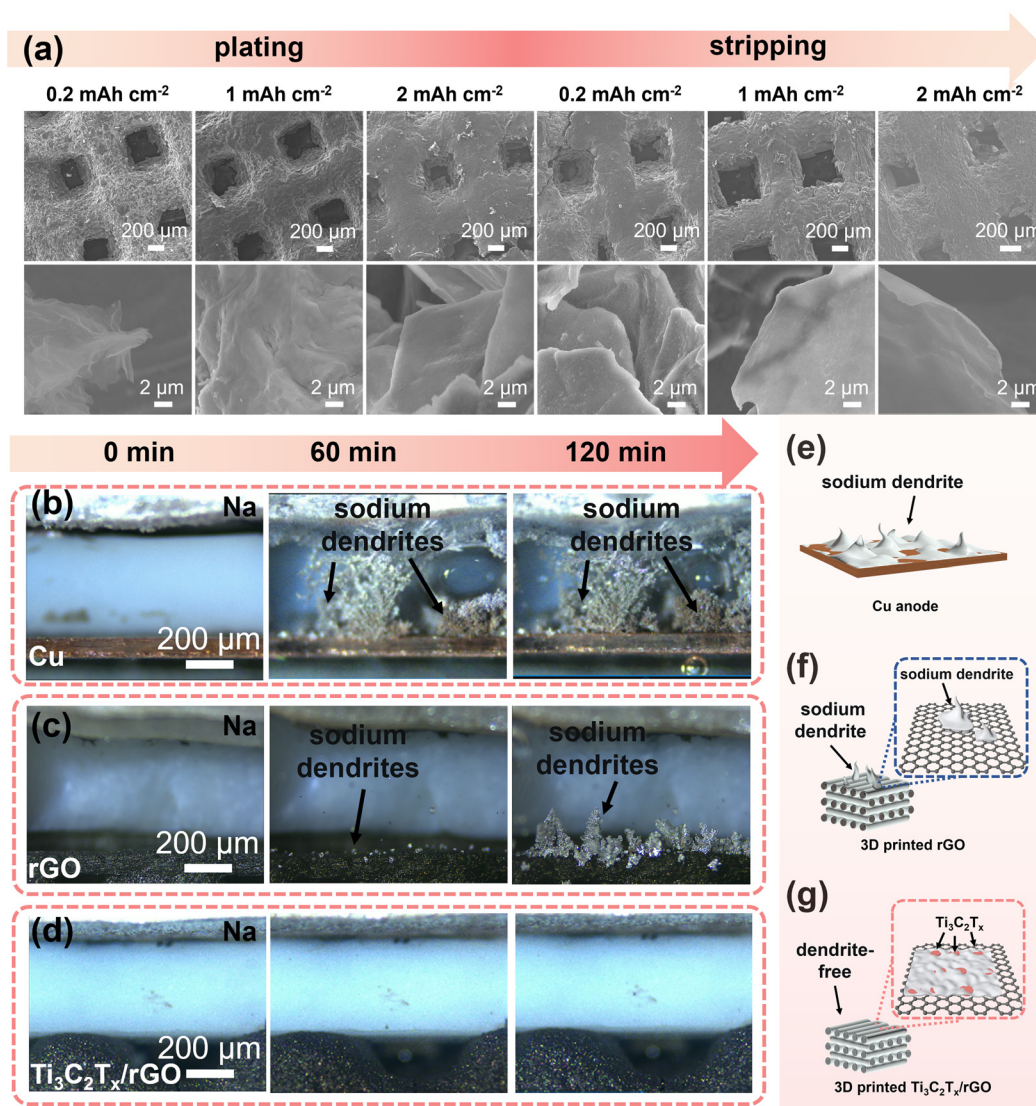 (a)
plating
stripping
0.2 mAh cm⁻²
1 mAh cm⁻²
2 mAh cm⁻²
0.2 mAh cm⁻²
1 mAh cm⁻²
2 mAh cm⁻²
200 µm
200 µm
200 µm
200 µm
200 µm
200 µm
2 µm
2 µm
2 µm
2 µm
2 µm
2 µm
0 min
60 min
120 min
(b)
Na
sodium
dendrites
sodium
dendrites
200 µm
Cu
(c)
Na
sodium
dendrites
sodium
dendrites
200 µm
rGO
(d)
Na
200 µm
Ti₃C₂Tₓ/rGO
(e)
sodium dendrite
Cu anode
(f)
sodium dendrite
sodium
dendrite
3D printed rGO
(g)
Ti₃C₂Tₓ
dendrite-
free
3D printed Ti₃C₂Tₓ/rGO